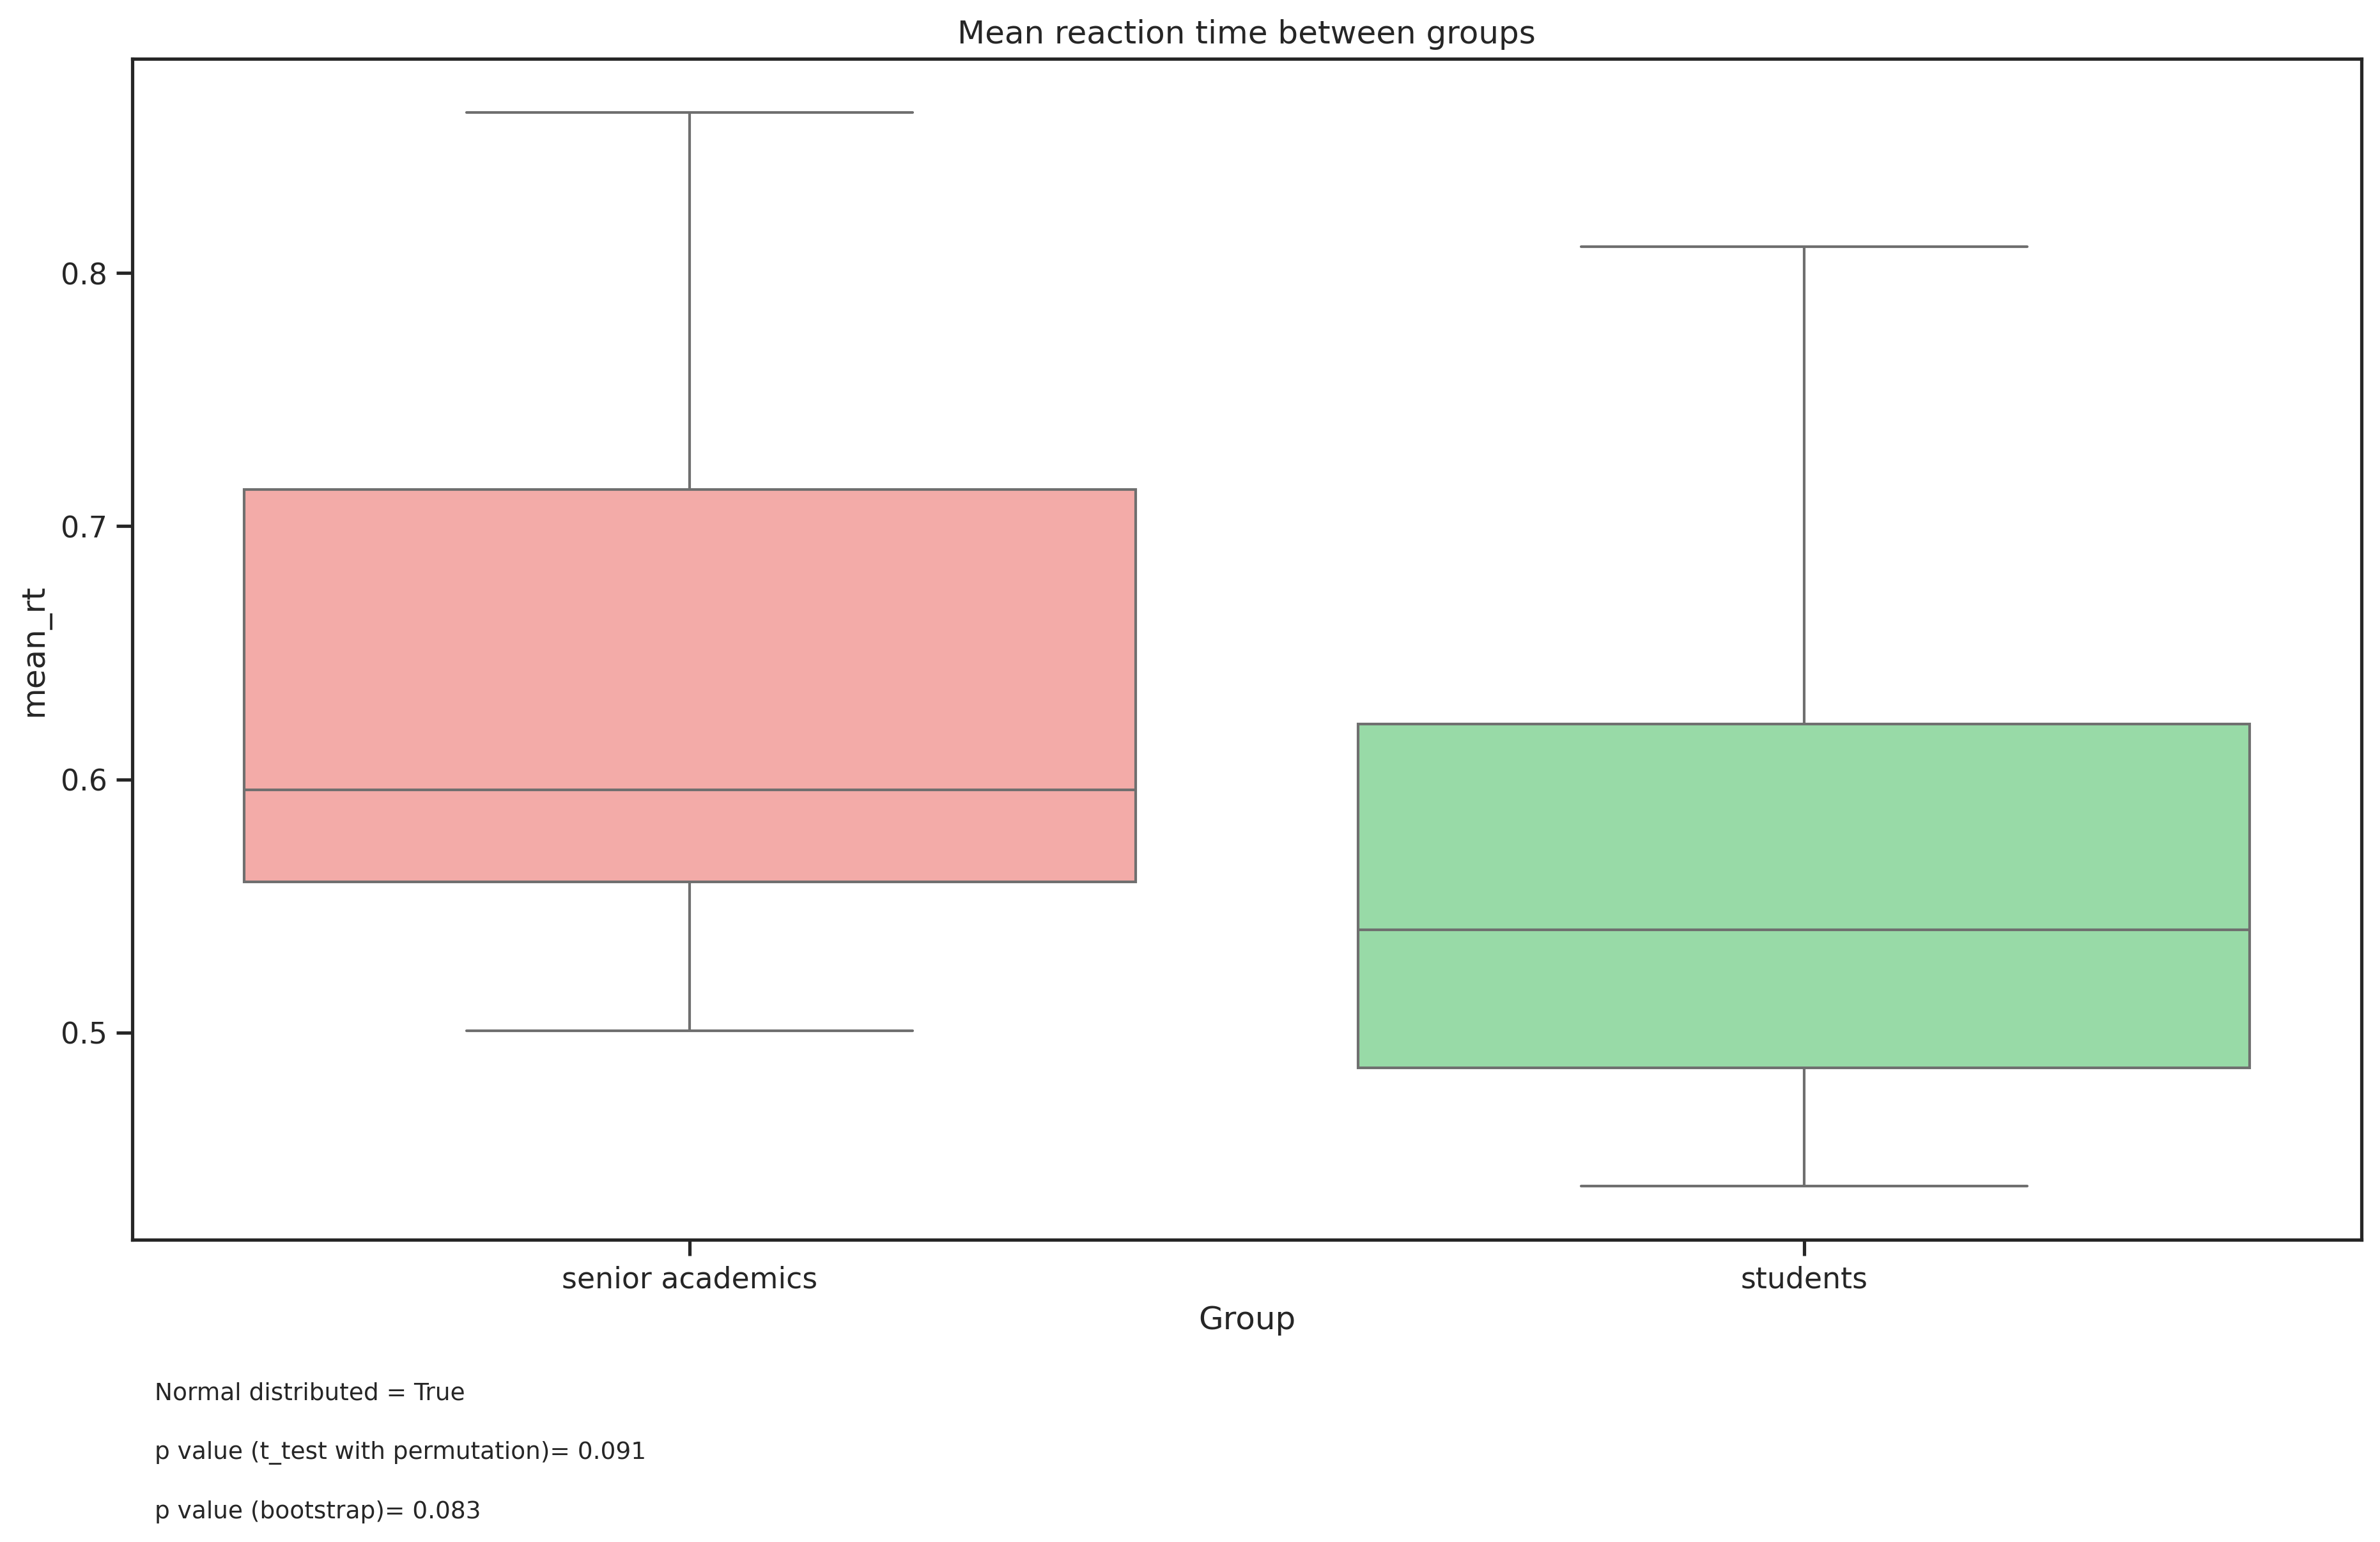 Mean reaction time between groups
0.8
0.7
0.6
0.5
mean_rt
senior academics
students
Group
Normal distributed = True
p value (t_test with permutation)= 0.091
p value (bootstrap)= 0.083